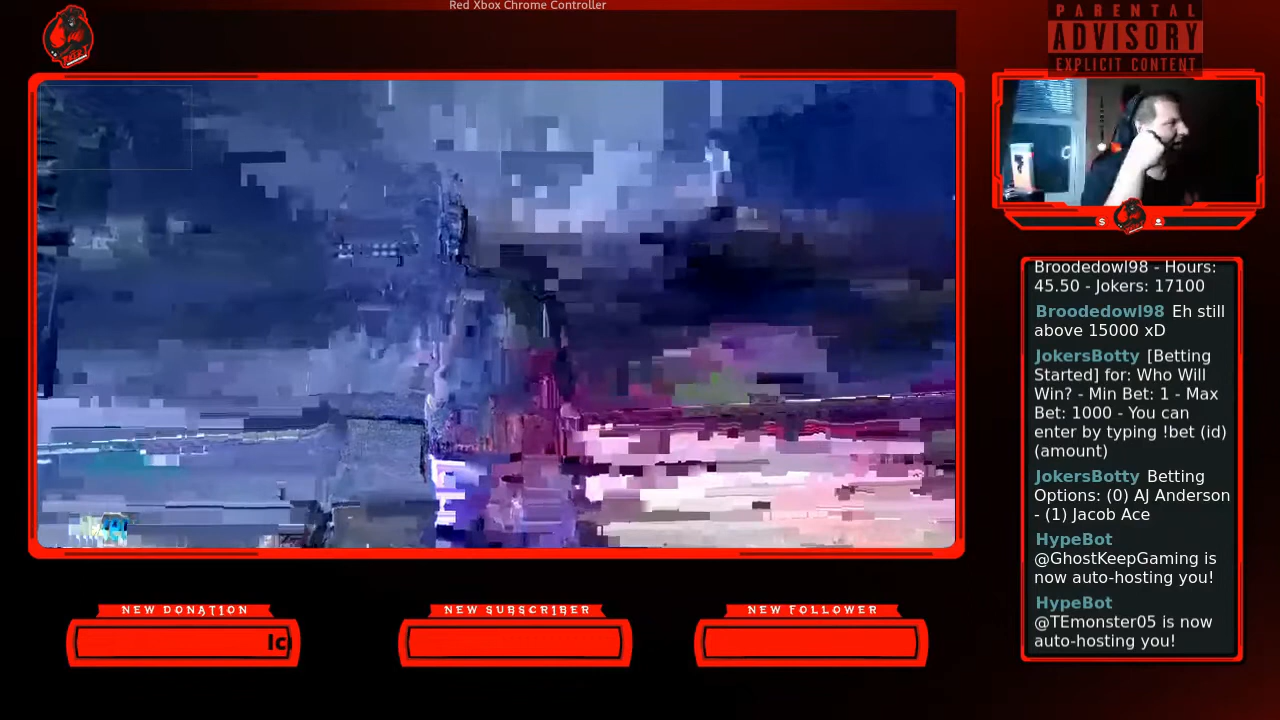 Red Xbox Chrome Controller
PARENTAL
ADVISORY
EXPLICIT CONTENT
$
Broodedowl98 - Hours:
45.50 - Jokers: 17100
Broodedowl98 Eh still
above 15000 xD
JokersBotty [Betting
Started] for: Who Will
Win? - Min Bet: 1 - Max
Bet: 1000 - You can
enter by typing !bet (id)
(amount)
JokersBotty Betting
Options: (0) AJ Anderson
- (1) Jacob Ace
HypeBot
@GhostKeepGaming is
now auto-hosting you!
HypeBot
@TEmonster05 is now
auto-hosting you!
NEW DONATION
NEW SUBSCRIBER
NEW FOLLOWER